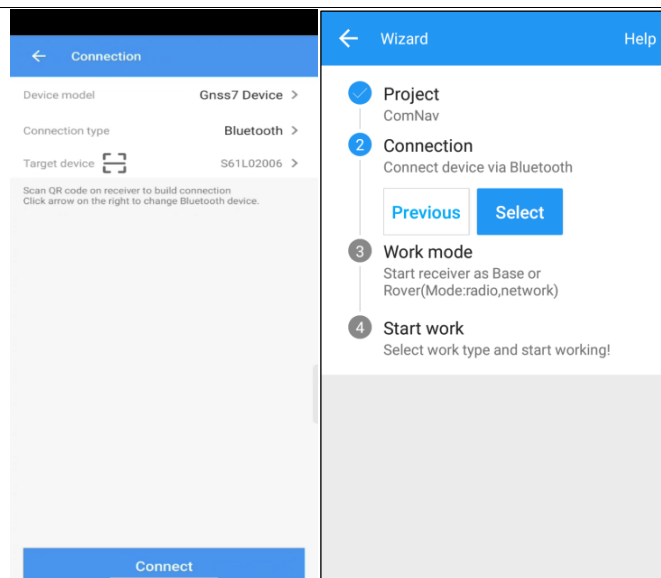 Connection
Device model Gnss7 Device >
Connection type Bluetooth >
Target device S61L02006 >
Scan QR code on receiver to build connection
Click arrow on the right to change Bluetooth device.
Connect
Wizard Help
Project
ComNav
2 Connection
Connect device via Bluetooth
Previous Select
3 Work mode
Start receiver as Base or
Rover(Mode:radio,network)
4 Start work
Select work type and start working!